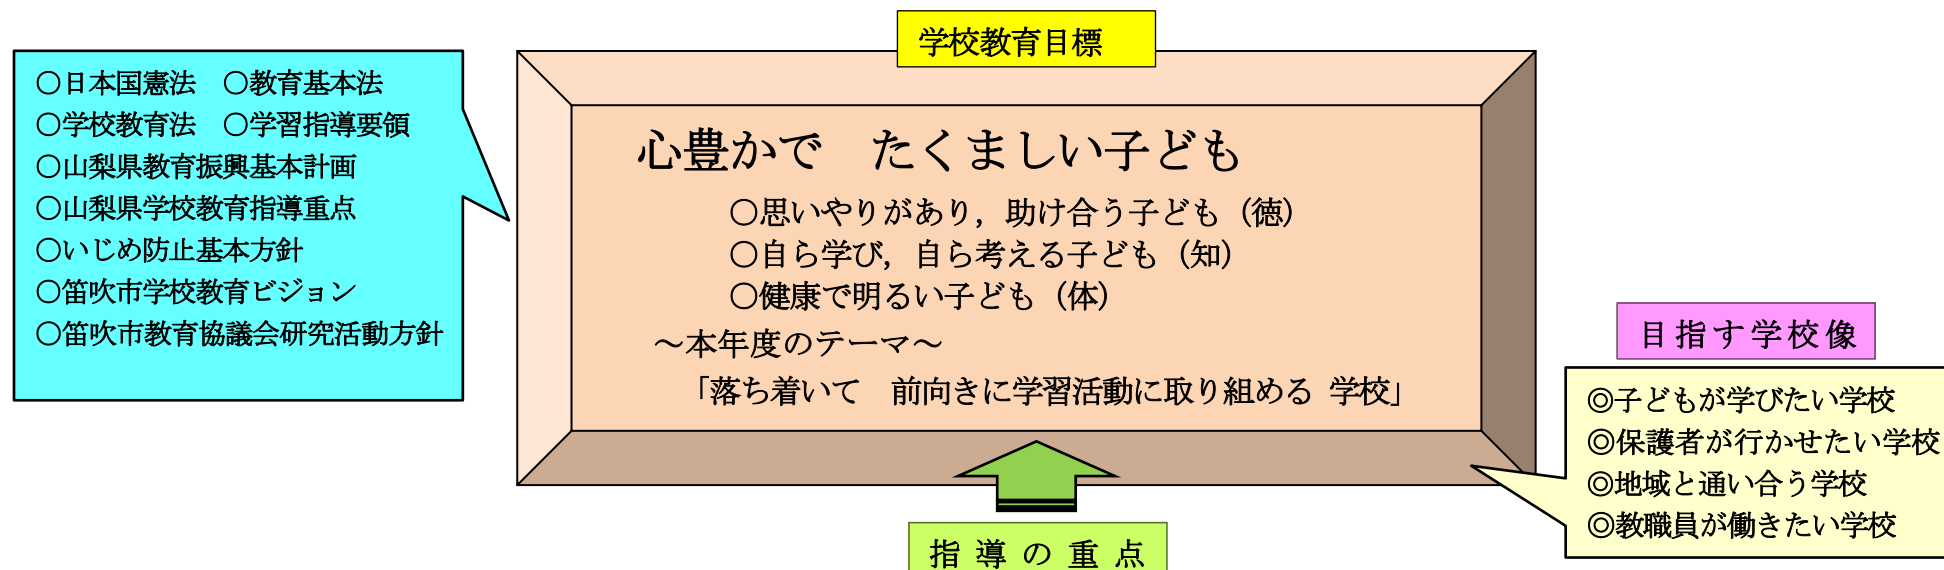 学校教育目標
○日本国憲法　○教育基本法
○学校教育法　○学習指導要領
○山梨県教育振興基本計画
○山梨県学校教育指導重点
○いじめ防止基本方針
○笛吹市学校教育ビジョン
○笛吹市教育協議会研究活動方針
心豊かで　たくましい子ども
○思いやりがあり，助け合う子ども（徳）
○自ら学び，自ら考える子ども（知）
○健康で明るい子ども（体）
～本年度のテーマ～
「落ち着いて　前向きに学習活動に取り組める 学校」
目指す学校像
◎子どもが学びたい学校
◎保護者が行かせたい学校
◎地域と通い合う学校
◎教職員が働きたい学校
指導の重点